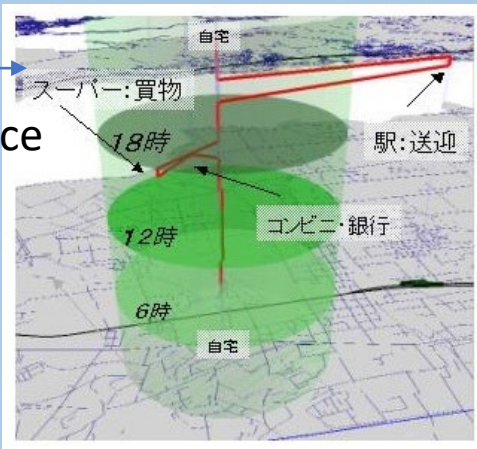 自宅
スーパー:買物
ce
18時
駅:送迎
コンビニ・銀行
12時
6時
自宅